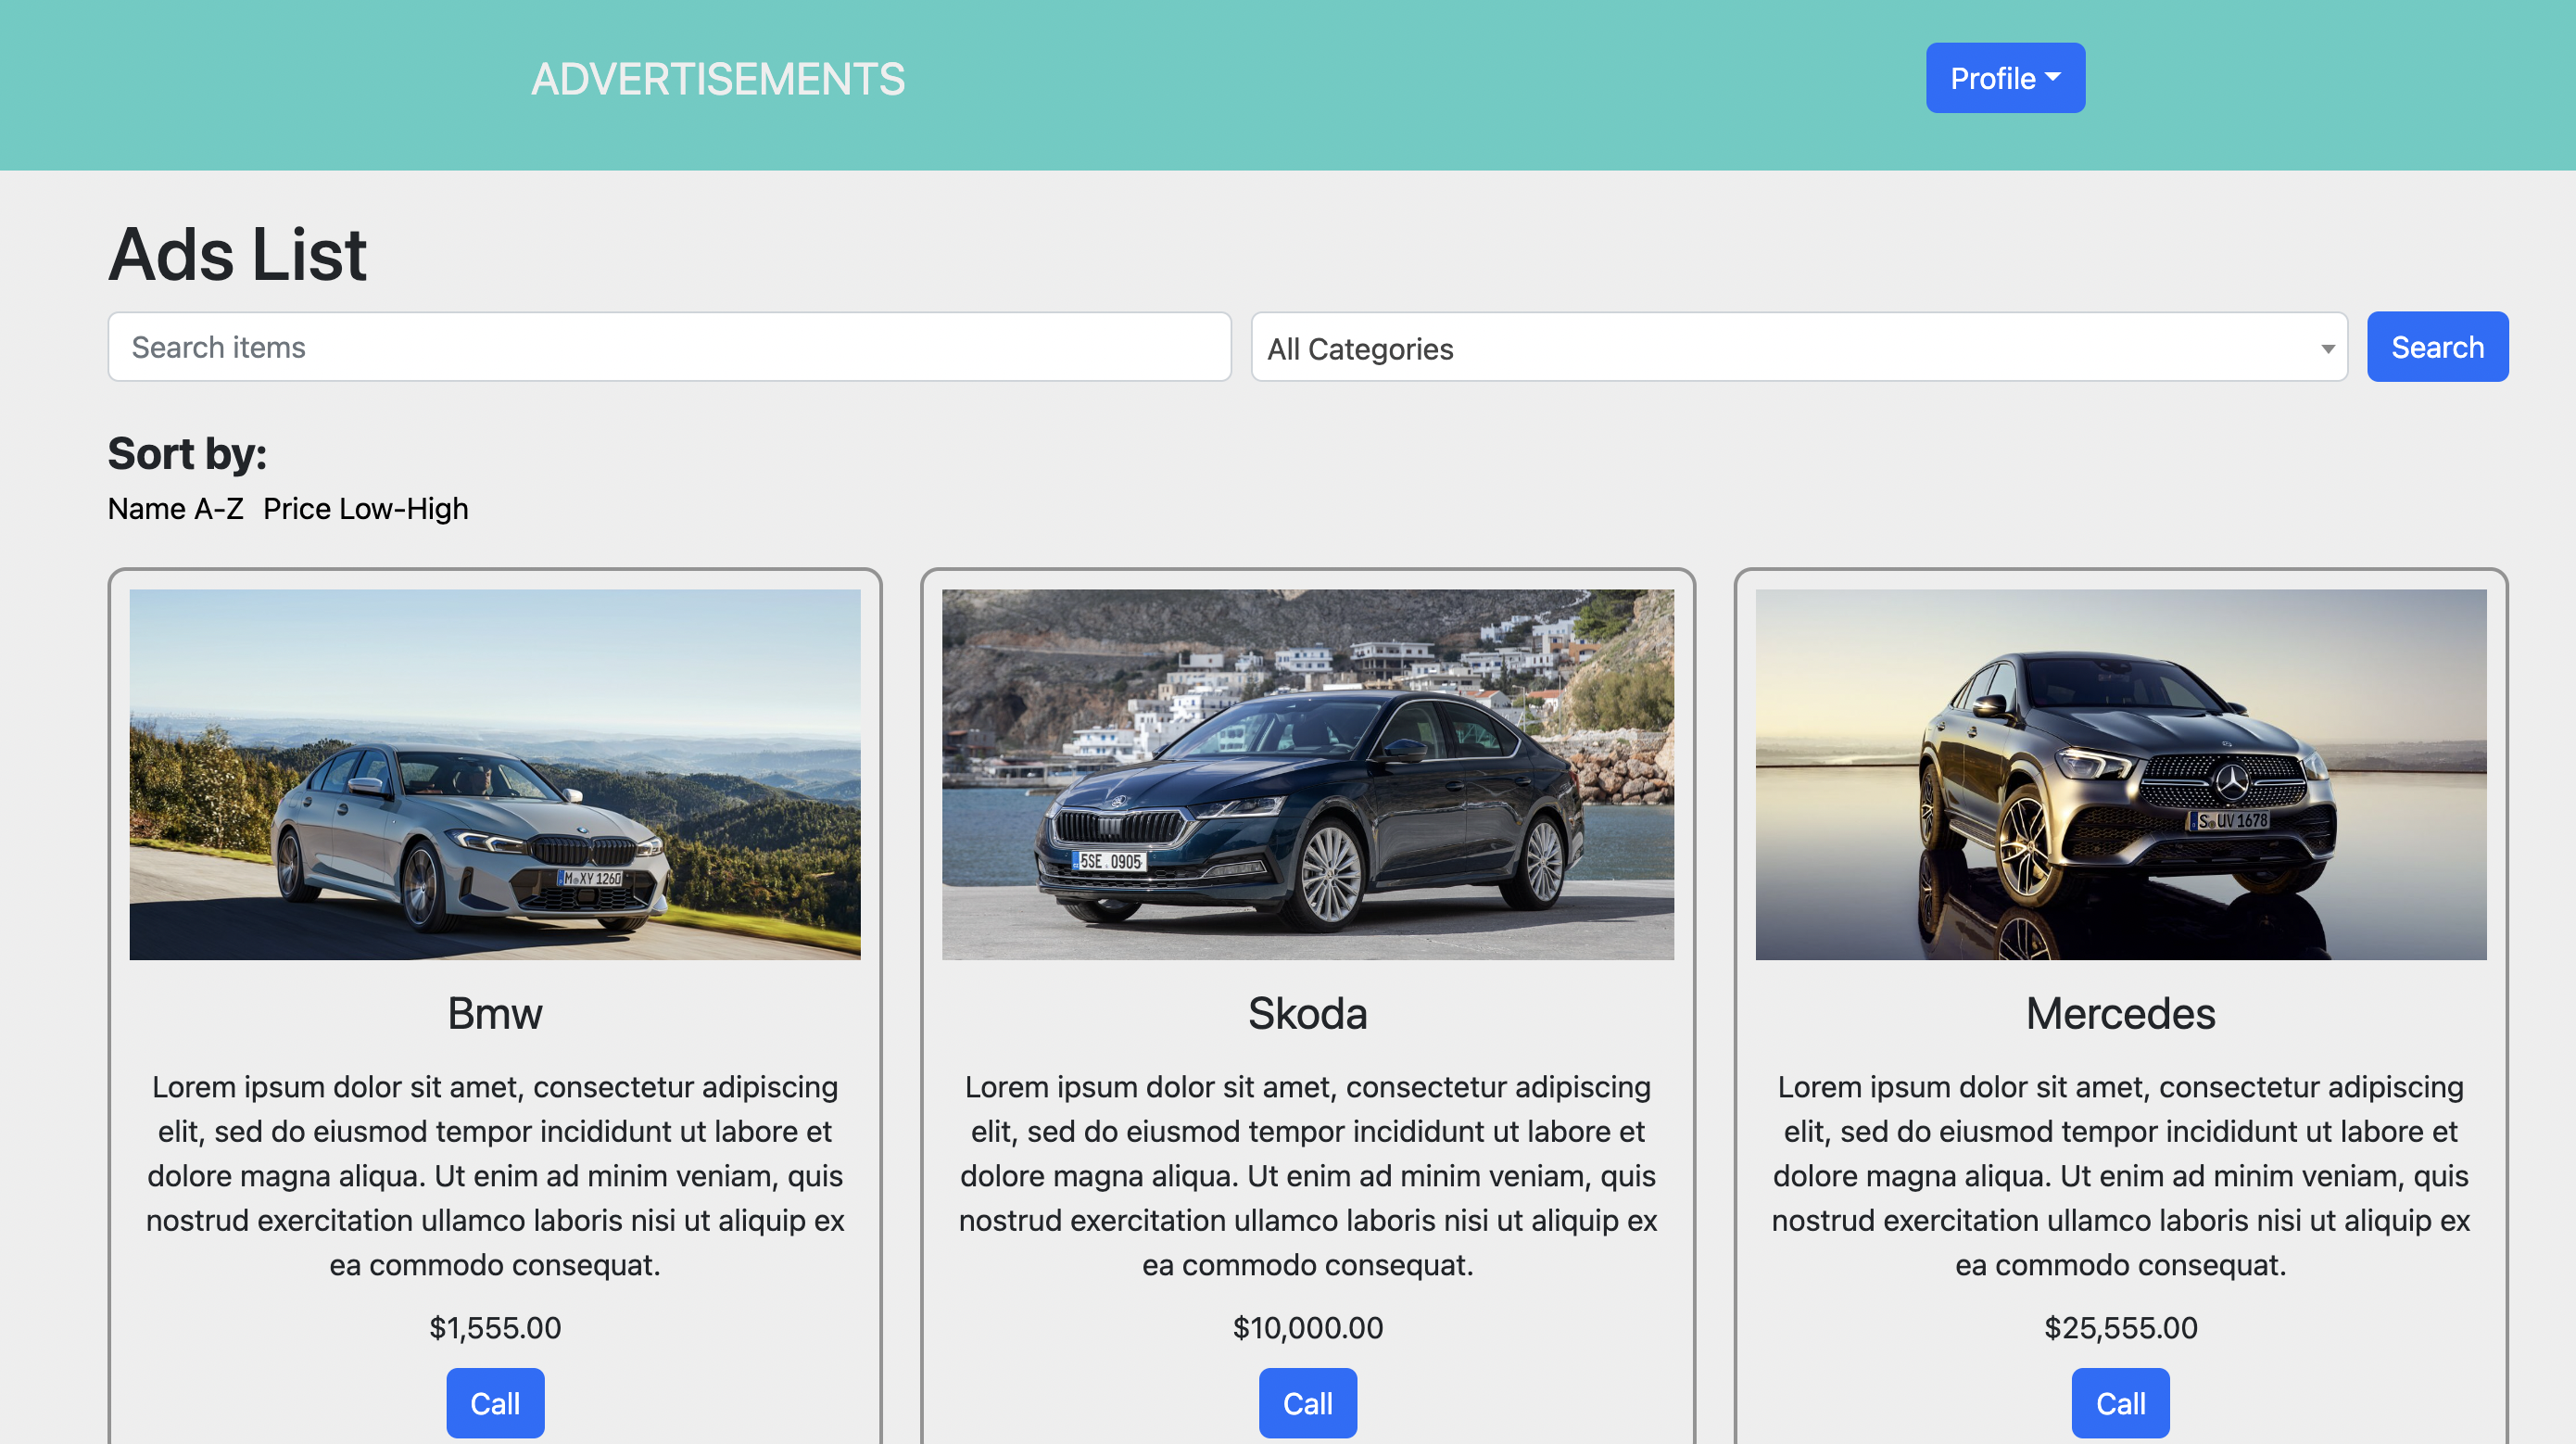 ADVERTISEMENTS
Profile
Ads List
Search items
All Categories
Search
Sort by:
Name A-Z Price Low-High
M XY 1260
5SE 0905
S UV 1678
Bmw
Lorem ipsum dolor sit amet, consectetur adipiscing
elit, sed do eiusmod tempor incididunt ut labore et
dolore magna aliqua. Ut enim ad minim veniam, quis
nostrud exercitation ullamco laboris nisi ut aliquip ex
ea commodo consequat.
$1,555.00
Call
Skoda
Lorem ipsum dolor sit amet, consectetur adipiscing
elit, sed do eiusmod tempor incididunt ut labore et
dolore magna aliqua. Ut enim ad minim veniam, quis
nostrud exercitation ullamco laboris nisi ut aliquip ex
ea commodo consequat.
$10,000.00
Call
Mercedes
Lorem ipsum dolor sit amet, consectetur adipiscing
elit, sed do eiusmod tempor incididunt ut labore et
dolore magna aliqua. Ut enim ad minim veniam, quis
nostrud exercitation ullamco laboris nisi ut aliquip ex
ea commodo consequat.
$25,555.00
Call